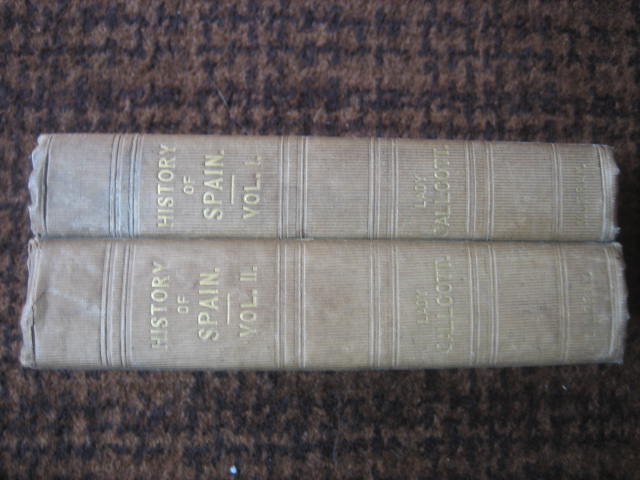 HISTORY
OF
SPAIN.
VOL. I.
LADY
CALLCOTT.
HISTORY
OF
SPAIN.
VOL. II.
LADY
CALLCOTT.